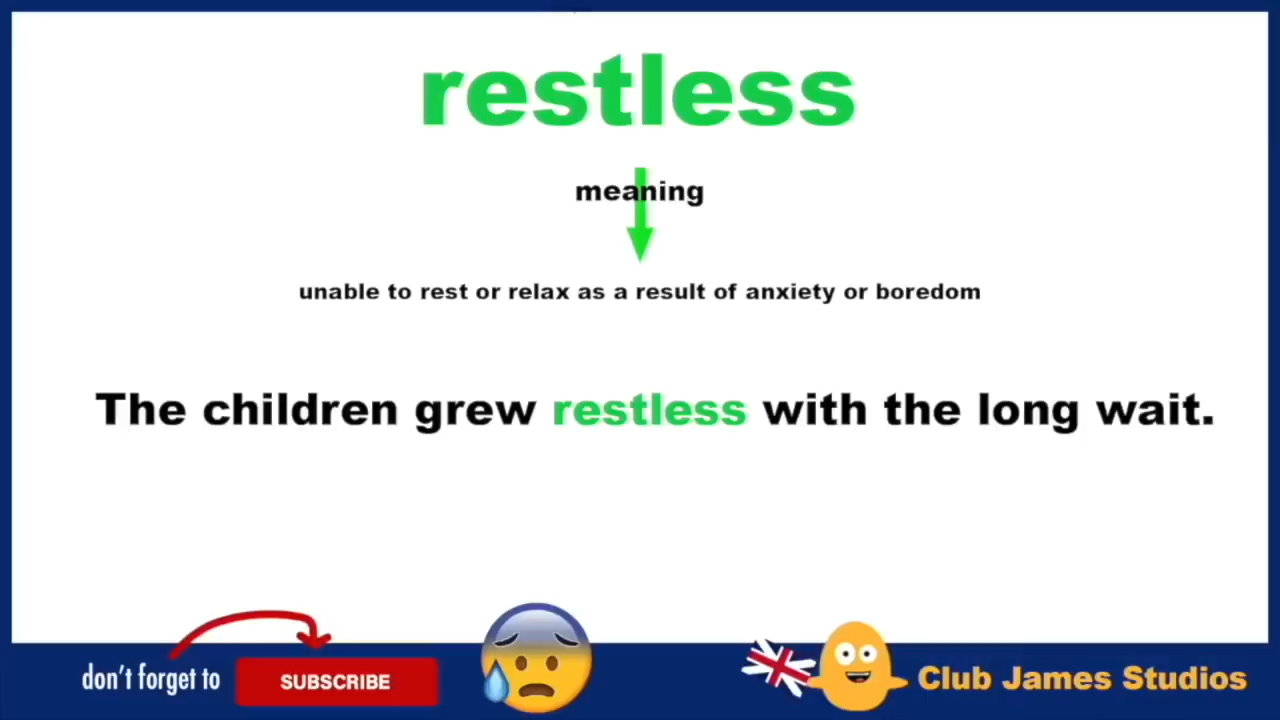 restless
meaning
unable to rest or relax as a result of anxiety or boredom
The children grew restless with the long wait.
don't forget to SUBSCRIBE
Club James Studios